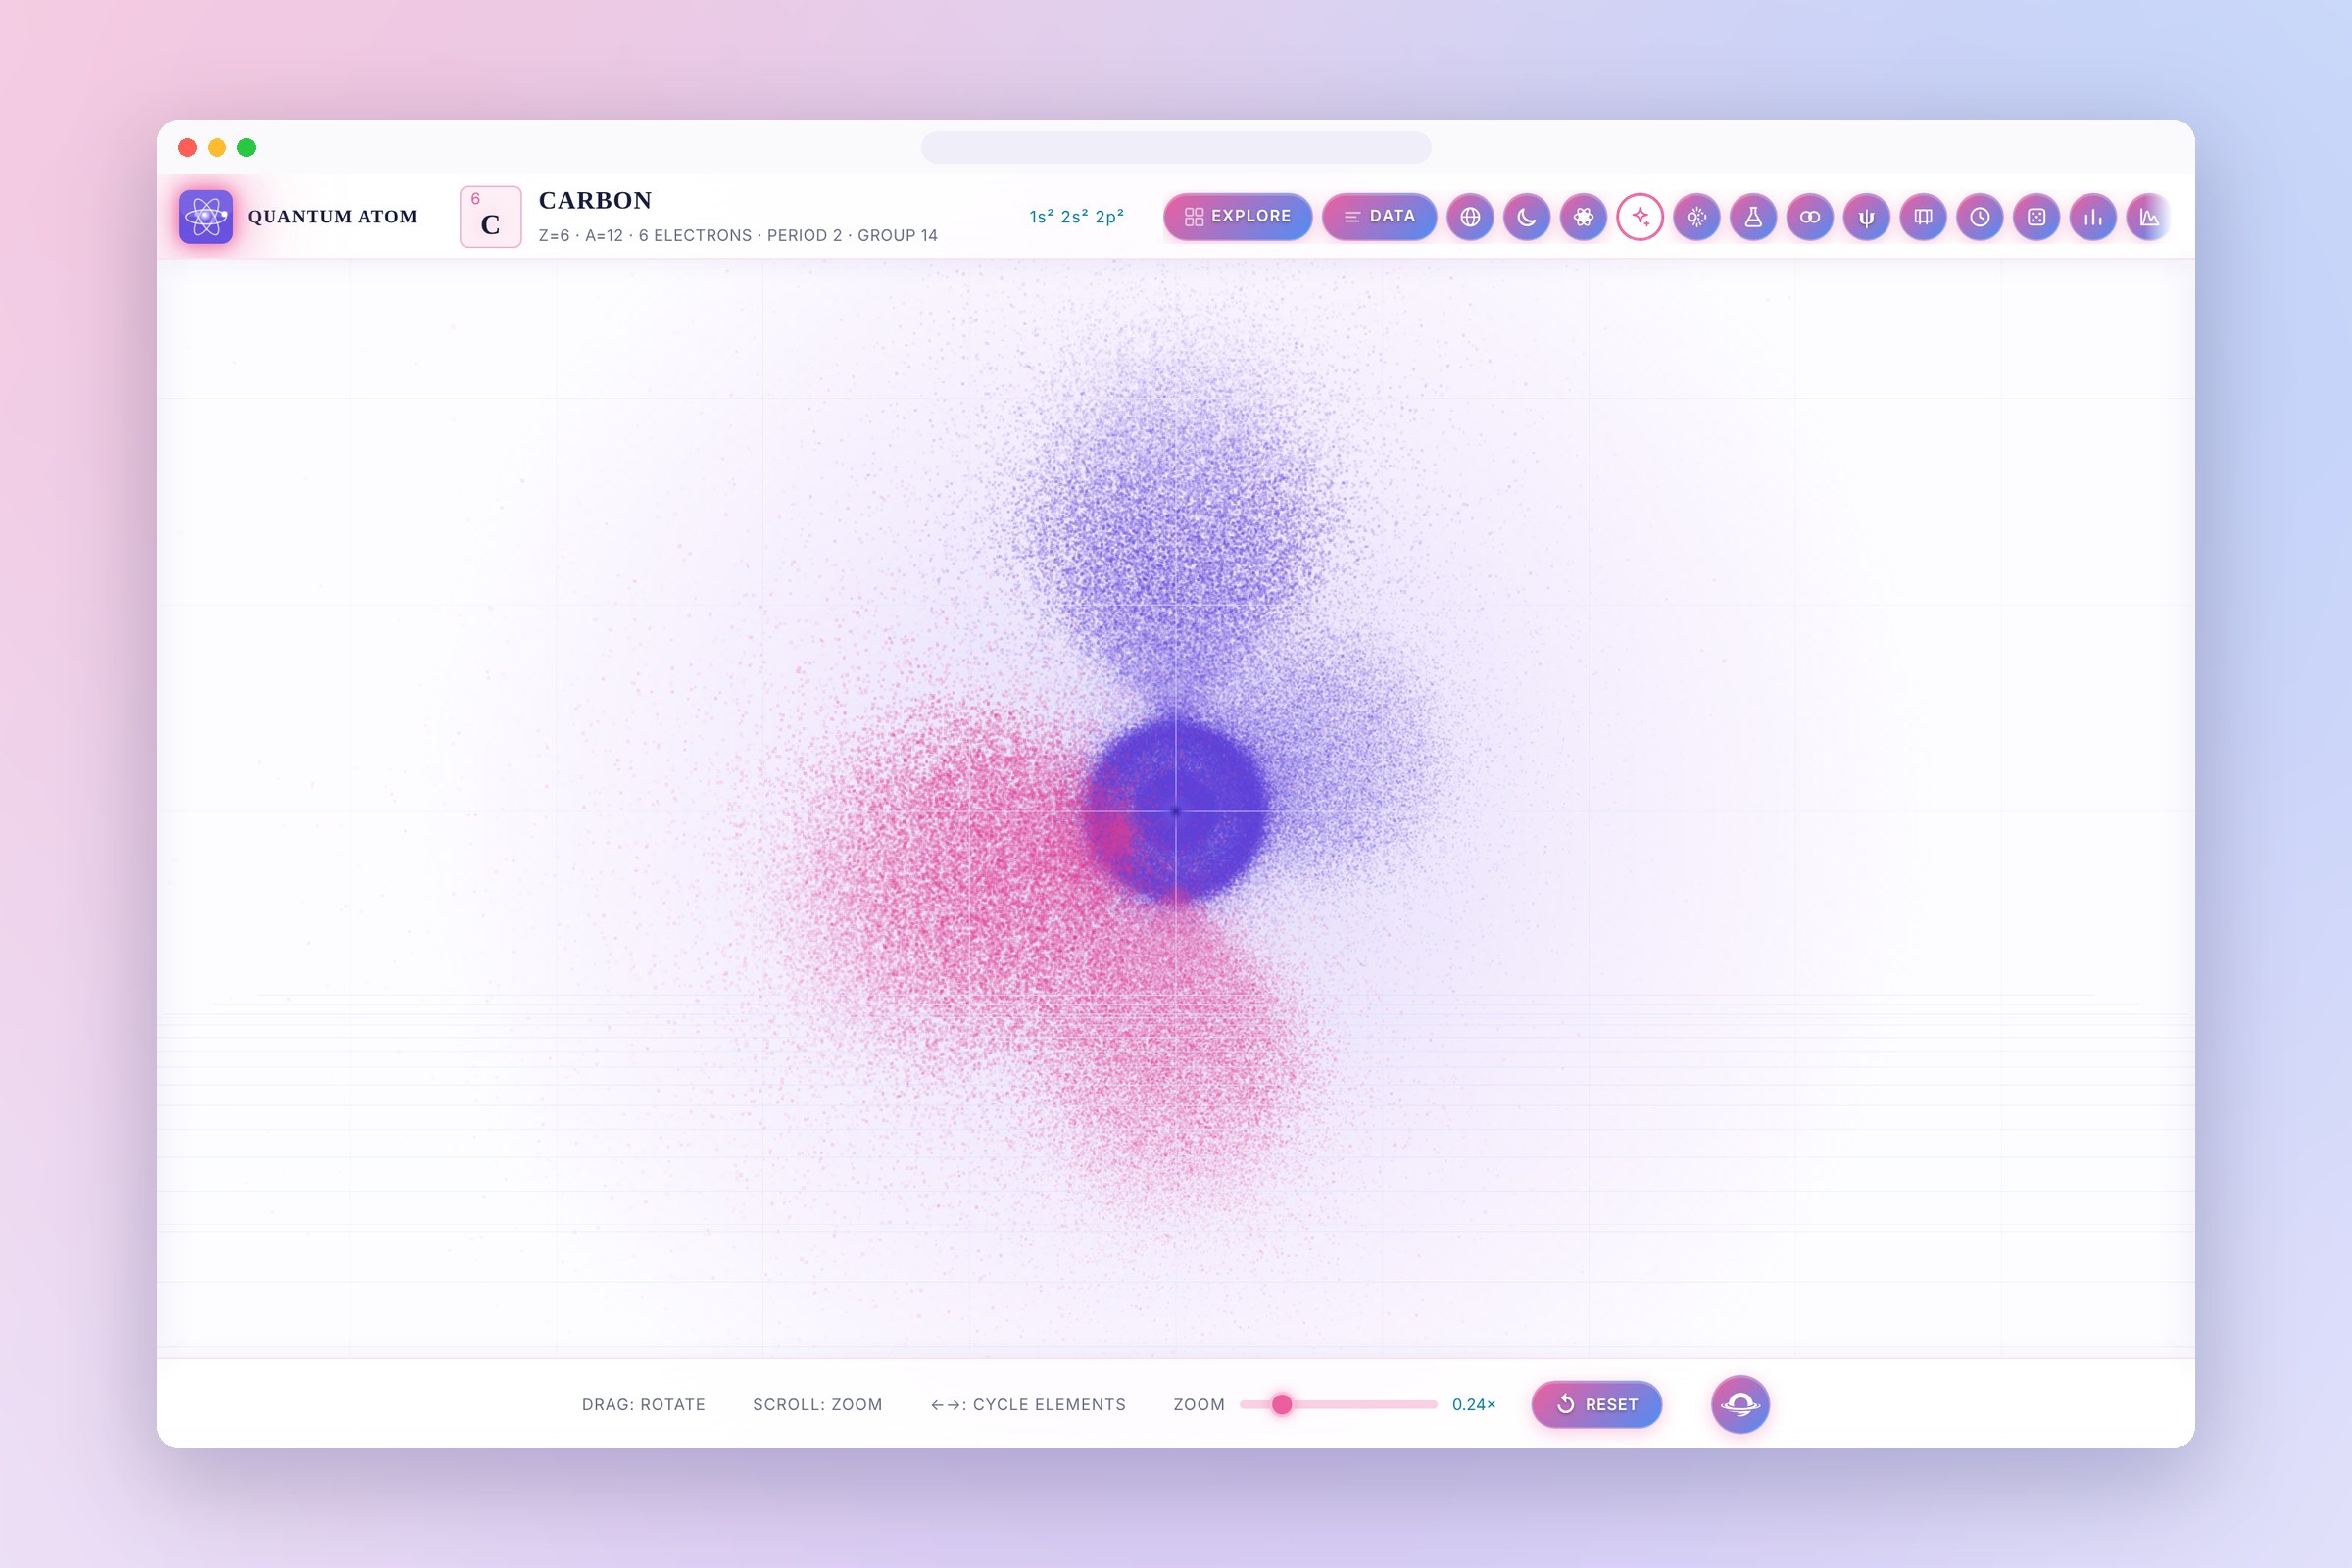 QUANTUM ATOM
6
C
CARBON
Z=6 · A=12 · 6 ELECTRONS · PERIOD 2 · GROUP 14
1s² 2s² 2p²
EXPLORE
DATA
ψ
DRAG: ROTATE
SCROLL: ZOOM
←→: CYCLE ELEMENTS
ZOOM
0.24×
RESET